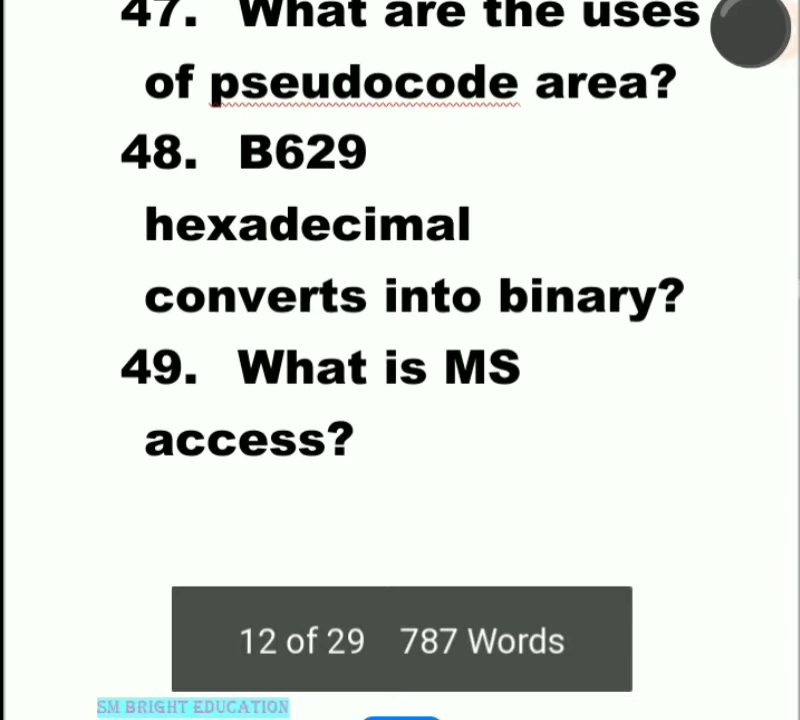 47. What are the uses
of pseudocode area?
48. B629
hexadecimal
converts into binary?
49. What is MS
access?
12 of 29 787 Words
SM BRIGHT EDUCATION